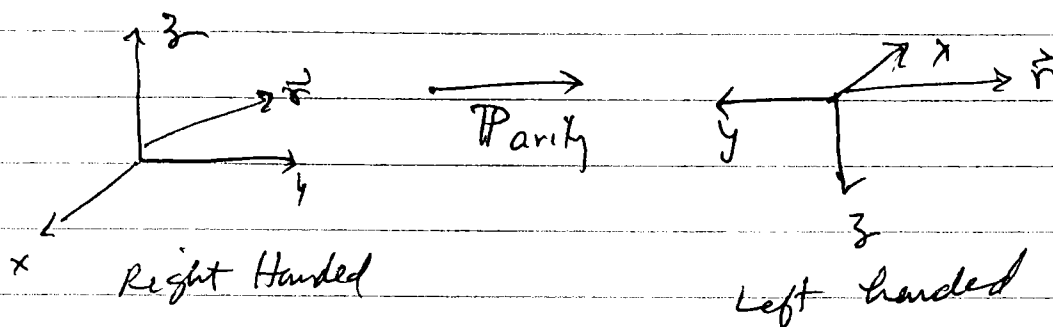 z
r⃗
y
x
Right Handed
ℙarity
x
r⃗
y
z
Left handed